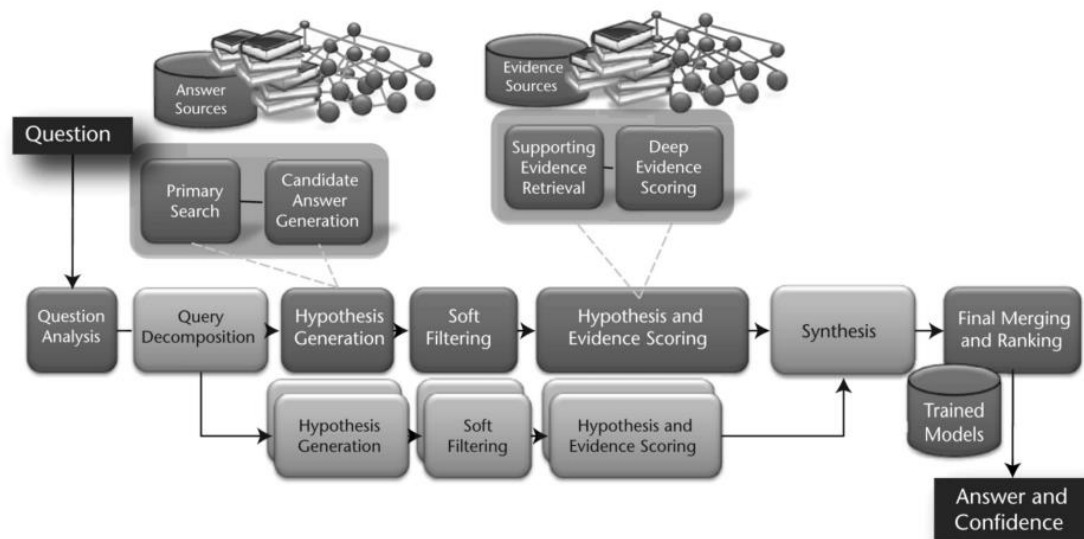 Answer
Sources
Evidence
Sources
Question
Primary
Search
Candidate
Answer
Generation
Supporting
Evidence
Retrieval
Deep
Evidence
Scoring
Question
Analysis
Query
Decomposition
Hypothesis
Generation
Soft
Filtering
Hypothesis and
Evidence Scoring
Synthesis
Final Merging
and Ranking
Trained
Models
Hypothesis
Generation
Soft
Filtering
Hypothesis and
Evidence Scoring
Answer and
Confidence